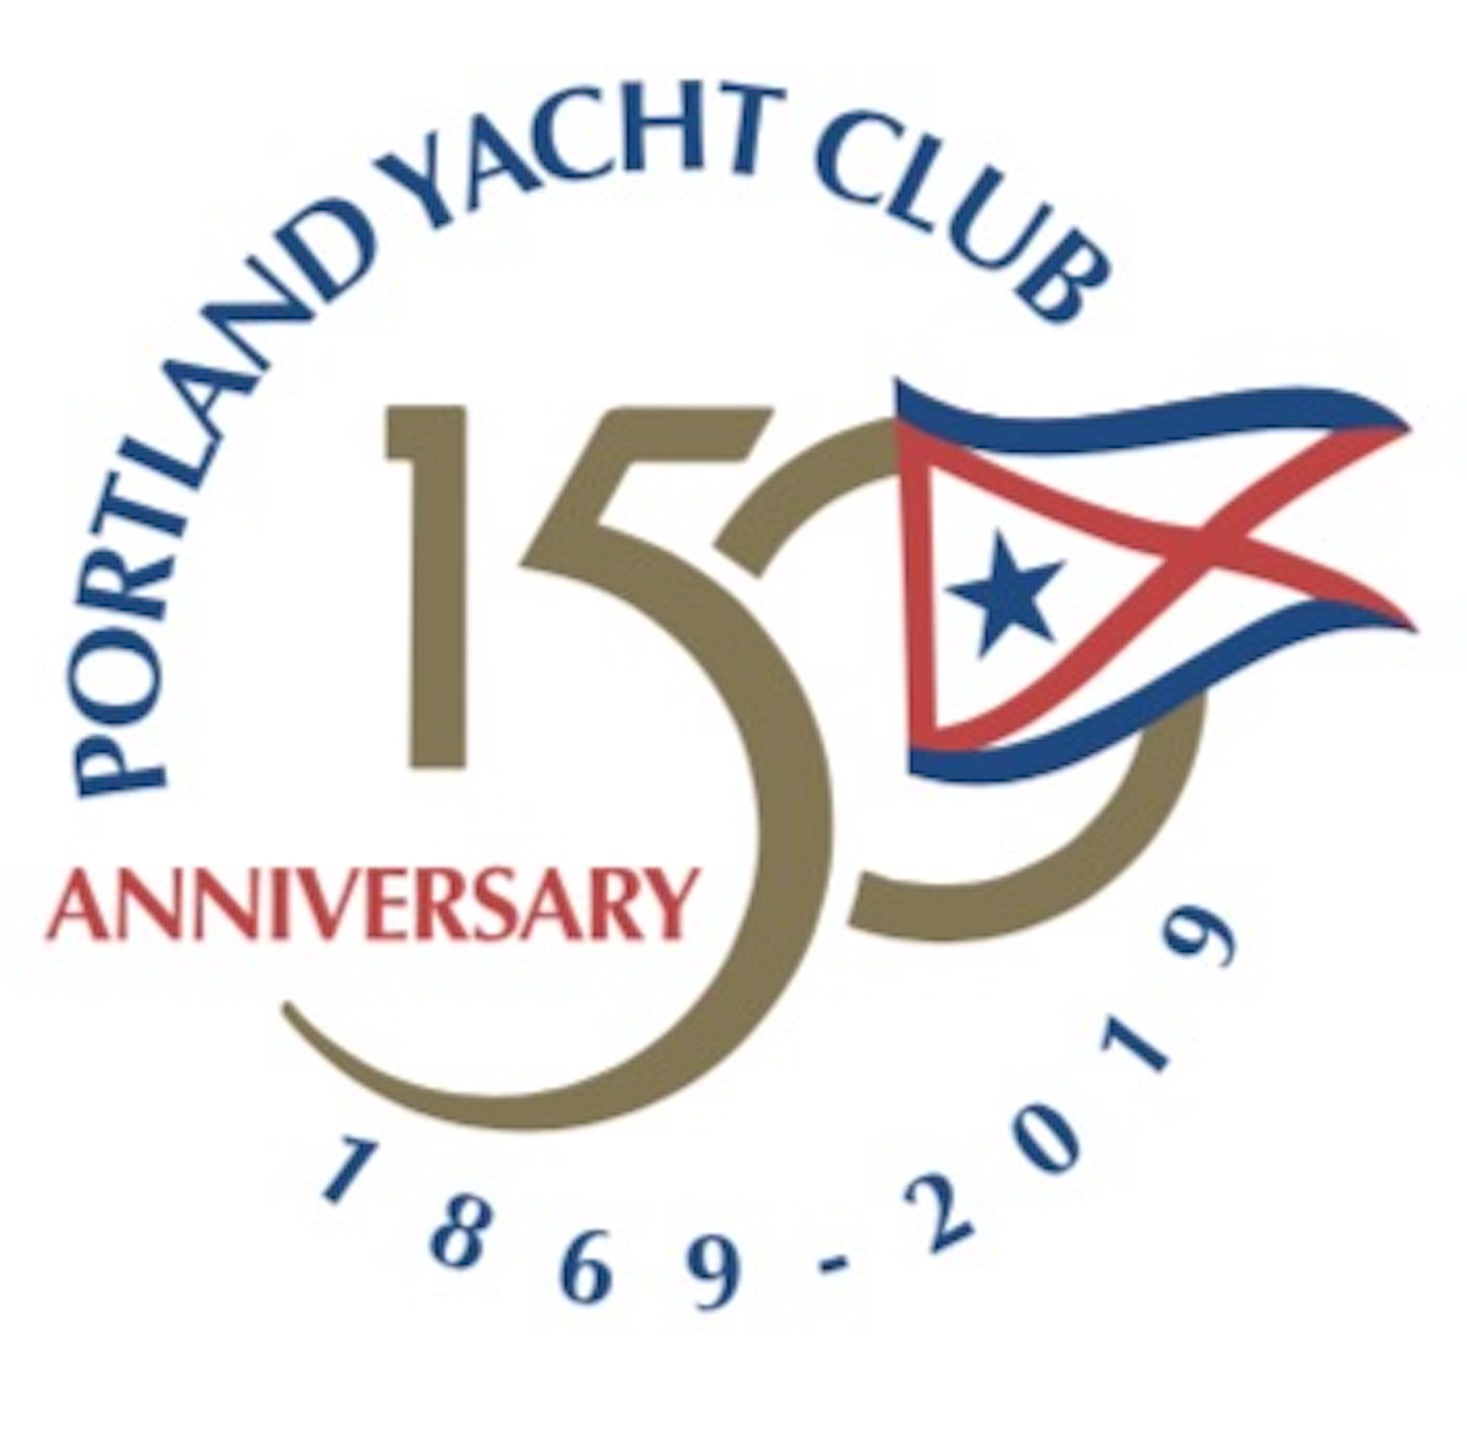 PORTLAND YACHT CLUB
150
ANNIVERSARY
1869-2019